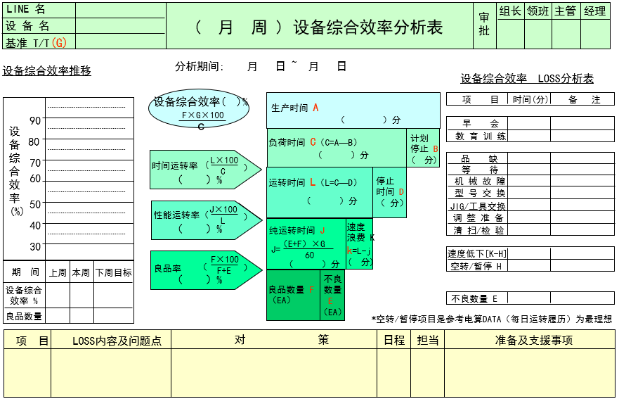 LINE 名
设 备 名
基准 T/T(G)
（ 月 周 ）设备综合效率分析表
审批
组长 领班 主管 经理
设备综合效率推移
分析期间： 月 日 ~ 月 日
设备综合效率 LOSS分析表
设备综合效率(%)
90
80
70
60
50
40
30
期 间 上周 本周 下周目标
设备综合效率 %
良品数量
设备综合效率( )%
F×G×100
C
时间运转率 ( L×100
C )
( ) %
性能运转率 ( J×100
L )
( ) %
良品率 ( F×100
F+E )
( ) %
生产时间 A
( ) 分
负荷时间 C (C=A—B)
( ) 分
计划
停止 B
( ) 分
运转时间 L (L=C—D)
( ) 分
停止
时间 D
( ) 分
纯运转时间 J
J= (E+F) ×G
60
( ) 分
速度
浪费 K
k=L-j
( ) 分
良品数量 F
(EA)
不良
数量
E
(EA)
项 目 时间(分) 备 注
早 会
教 育 训 练
品 缺
等 待
机 械 故 障
型 号 交 换
JIG/工具交换
调 整 准 备
清 扫/检 验
速度低下[K-H]
空转/暂停 H
不良数量 E
*空转/暂停项目是参考电算DATA（每日运转履历）为最理想
项 目 LOSS内容及问题点 对 策 日程 担当 准备及支援事项